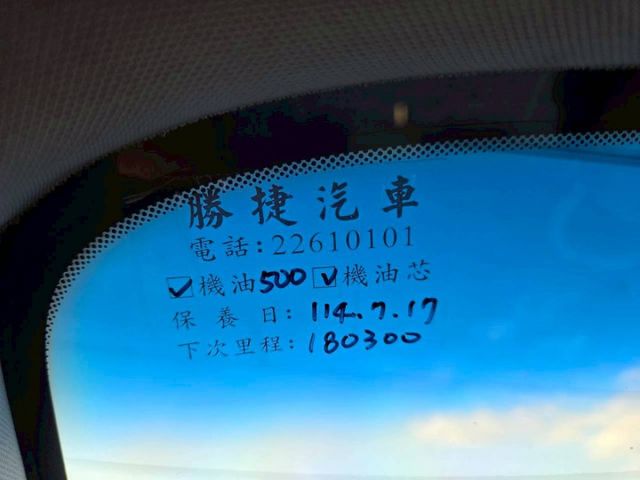 勝捷汽車
電話:22610101
☑機油500 ☑機油芯
保養日:114.7.17
下次里程:180300